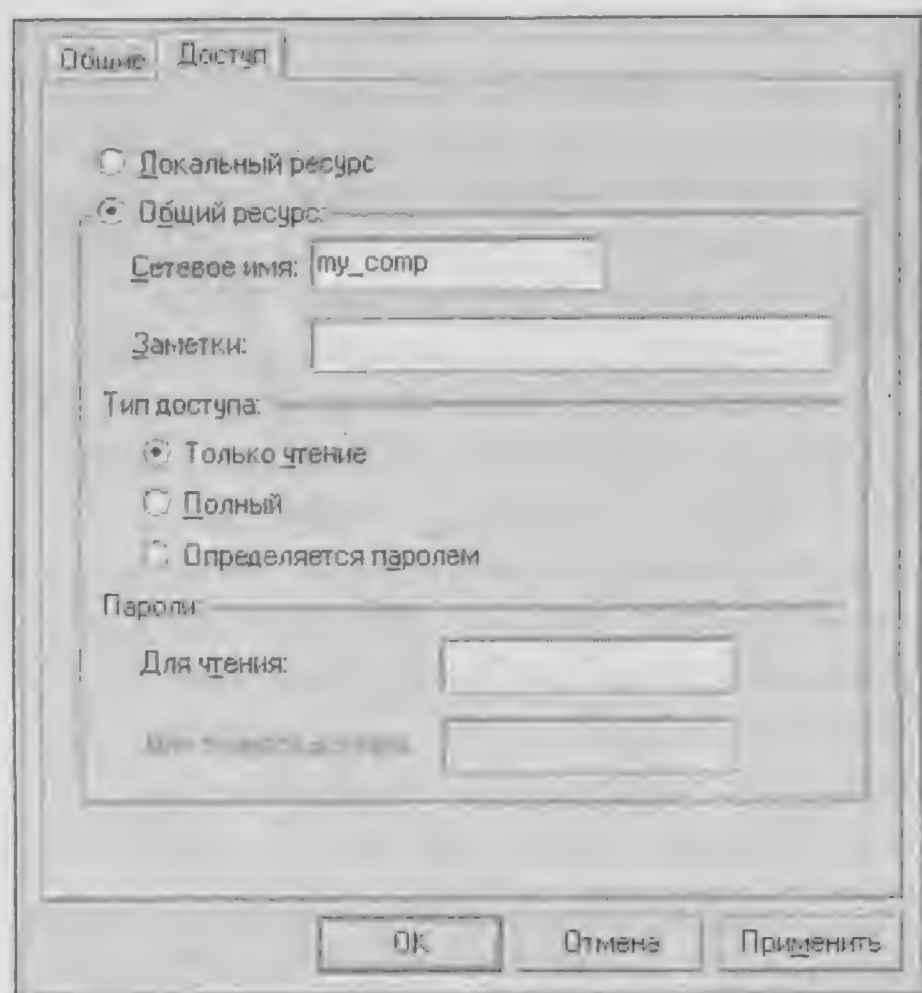 Общие Доступ
Локальный ресурс
Общий ресурс:
Сетевое имя: my_comp
Заметки:
Тип доступа:
Только чтение
Полный
Определяется паролем
Пароли:
Для чтения:
OK Отмена Применить